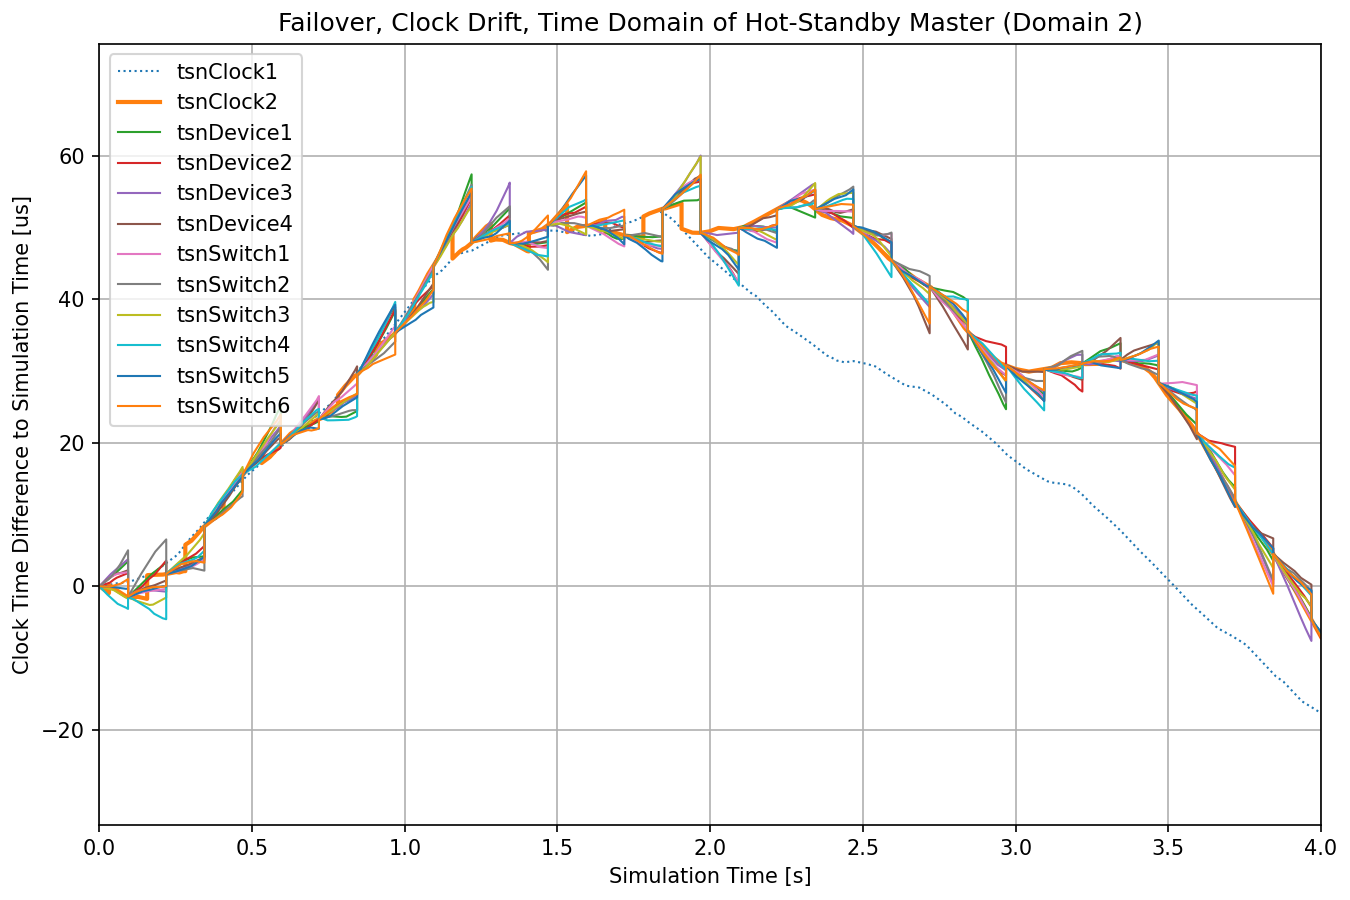 Failover, Clock Drift, Time Domain of Hot-Standby Master (Domain 2)
Clock Time Difference to Simulation Time [us]
60
40
20
0
−20
tsnClock1
tsnClock2
tsnDevice1
tsnDevice2
tsnDevice3
tsnDevice4
tsnSwitch1
tsnSwitch2
tsnSwitch3
tsnSwitch4
tsnSwitch5
tsnSwitch6
0.0 0.5 1.0 1.5 2.0 2.5 3.0 3.5 4.0
Simulation Time [s]